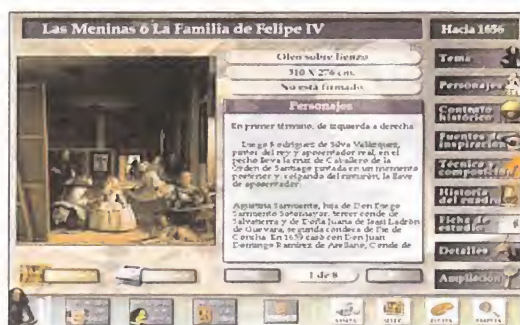 Las Meninas ó La Familia de Felipe IV
Hacia 1656
Óleo sobre lienzo
310 X 276 cm.
No está firmado
Personajes
En primer término, de izquierda a derecha
Diego Rodríguez de Silva Velázquez,
pintor del rey y aposentador real, en el
pecho lleva la cruz de Caballero de la
Orden de Santiago pintada en un momento
posterior y, colgando del cinturón, la llave
de aposentador.
Agustina Sarmiento, hija de Don Diego
Sarmiento Sotomayor, tercer conde de
Salvatierra y de Doña Juana de Isasi Ladrón
de Guevara, segunda condesa de Pie de
Concha. En 1659 casó con Don Juan
Domingo Ramírez de Arellano, Conde de
1 de 8
Tema
Personajes
Contexto
histórico
Fuentes de
inspiración
Técnica y
composición
Historia
del cuadro
Ficha de
estudio
Detalles
Ampliación